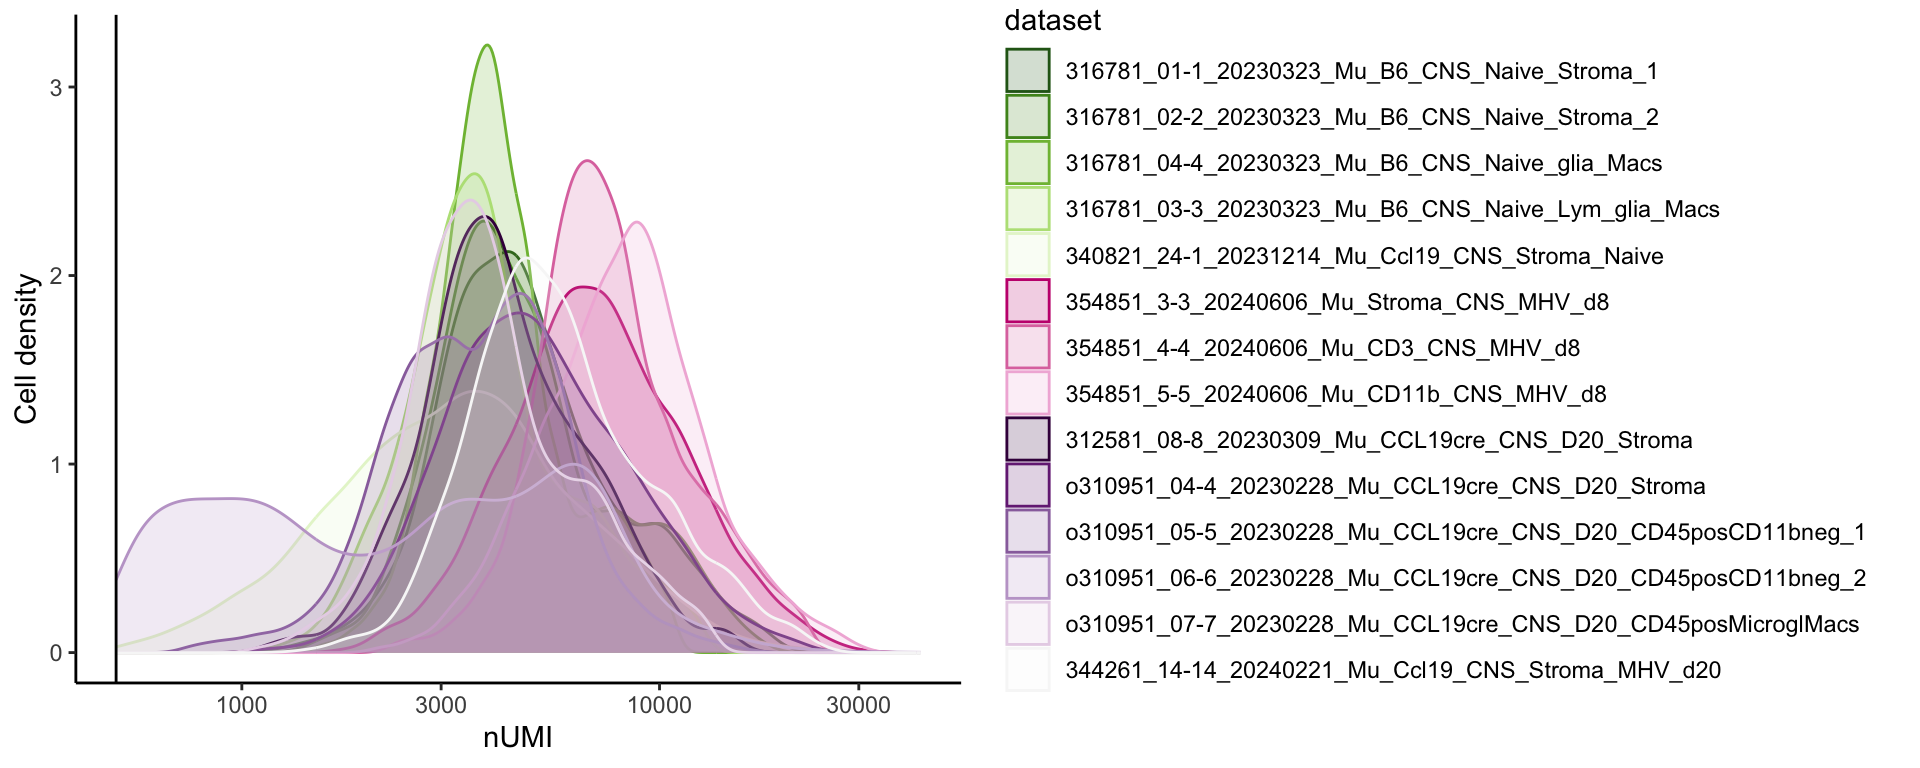 dataset
316781_01-1_20230323_Mu_B6_CNS_Naive_Stroma_1
316781_02-2_20230323_Mu_B6_CNS_Naive_Stroma_2
316781_04-4_20230323_Mu_B6_CNS_Naive_glia_Macs
316781_03-3_20230323_Mu_B6_CNS_Naive_Lym_glia_Macs
340821_24-1_20231214_Mu_Ccl19_CNS_Stroma_Naive
354851_3-3_20240606_Mu_Stroma_CNS_MHV_d8
354851_4-4_20240606_Mu_CD3_CNS_MHV_d8
354851_5-5_20240606_Mu_CD11b_CNS_MHV_d8
312581_08-8_20230309_Mu_CCL19cre_CNS_D20_Stroma
o310951_04-4_20230228_Mu_CCL19cre_CNS_D20_Stroma
o310951_05-5_20230228_Mu_CCL19cre_CNS_D20_CD45posCD11bneg_1
o310951_06-6_20230228_Mu_CCL19cre_CNS_D20_CD45posCD11bneg_2
o310951_07-7_20230228_Mu_CCL19cre_CNS_D20_CD45posMicroglMacs
344261_14-14_20240221_Mu_Ccl19_CNS_Stroma_MHV_d20
Cell density
3
2
1
0
1000 3000 10000 30000
nUMI